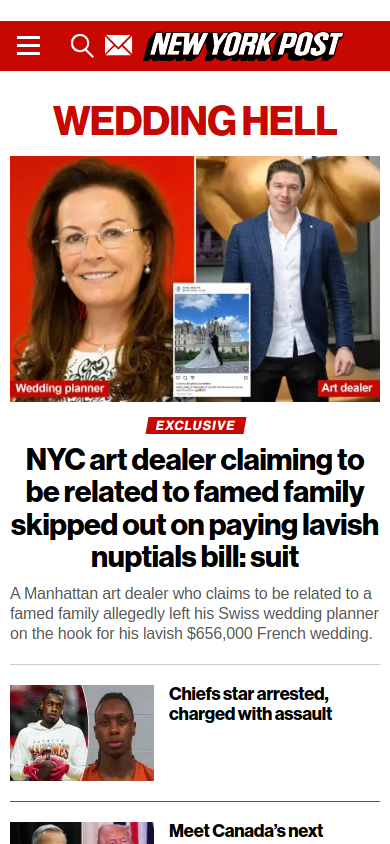 NEW YORK POST
WEDDING HELL
Wedding planner
Art dealer
EXCLUSIVE
NYC art dealer claiming to
be related to famed family
skipped out on paying lavish
nuptials bill: suit
A Manhattan art dealer who claims to be related to a
famed family allegedly left his Swiss wedding planner
on the hook for his lavish $656,000 French wedding.
Chiefs star arrested,
charged with assault
Meet Canada’s next